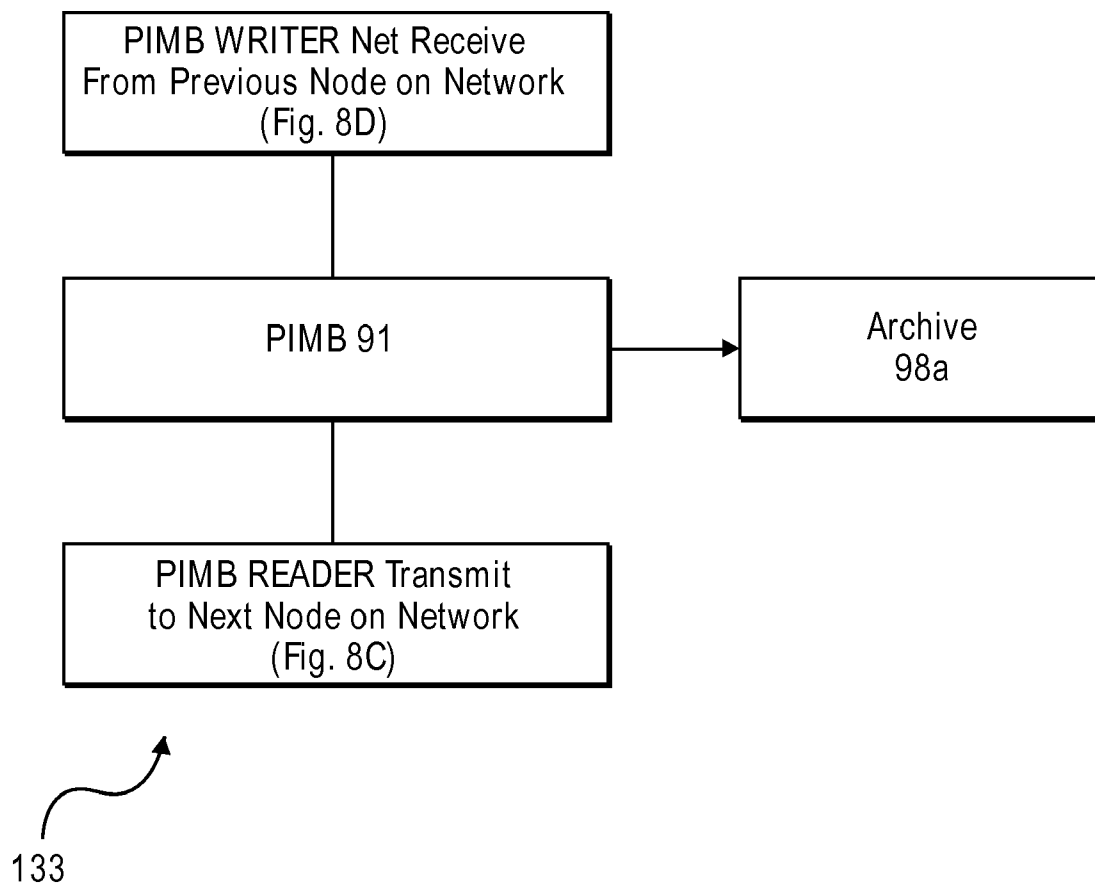 PIMB WRITER Net Receive
From Previous Node on Network
(Fig. 8D)
PIMB 91
Archive
98a
PIMB READER Transmit
to Next Node on Network
(Fig. 8C)
133